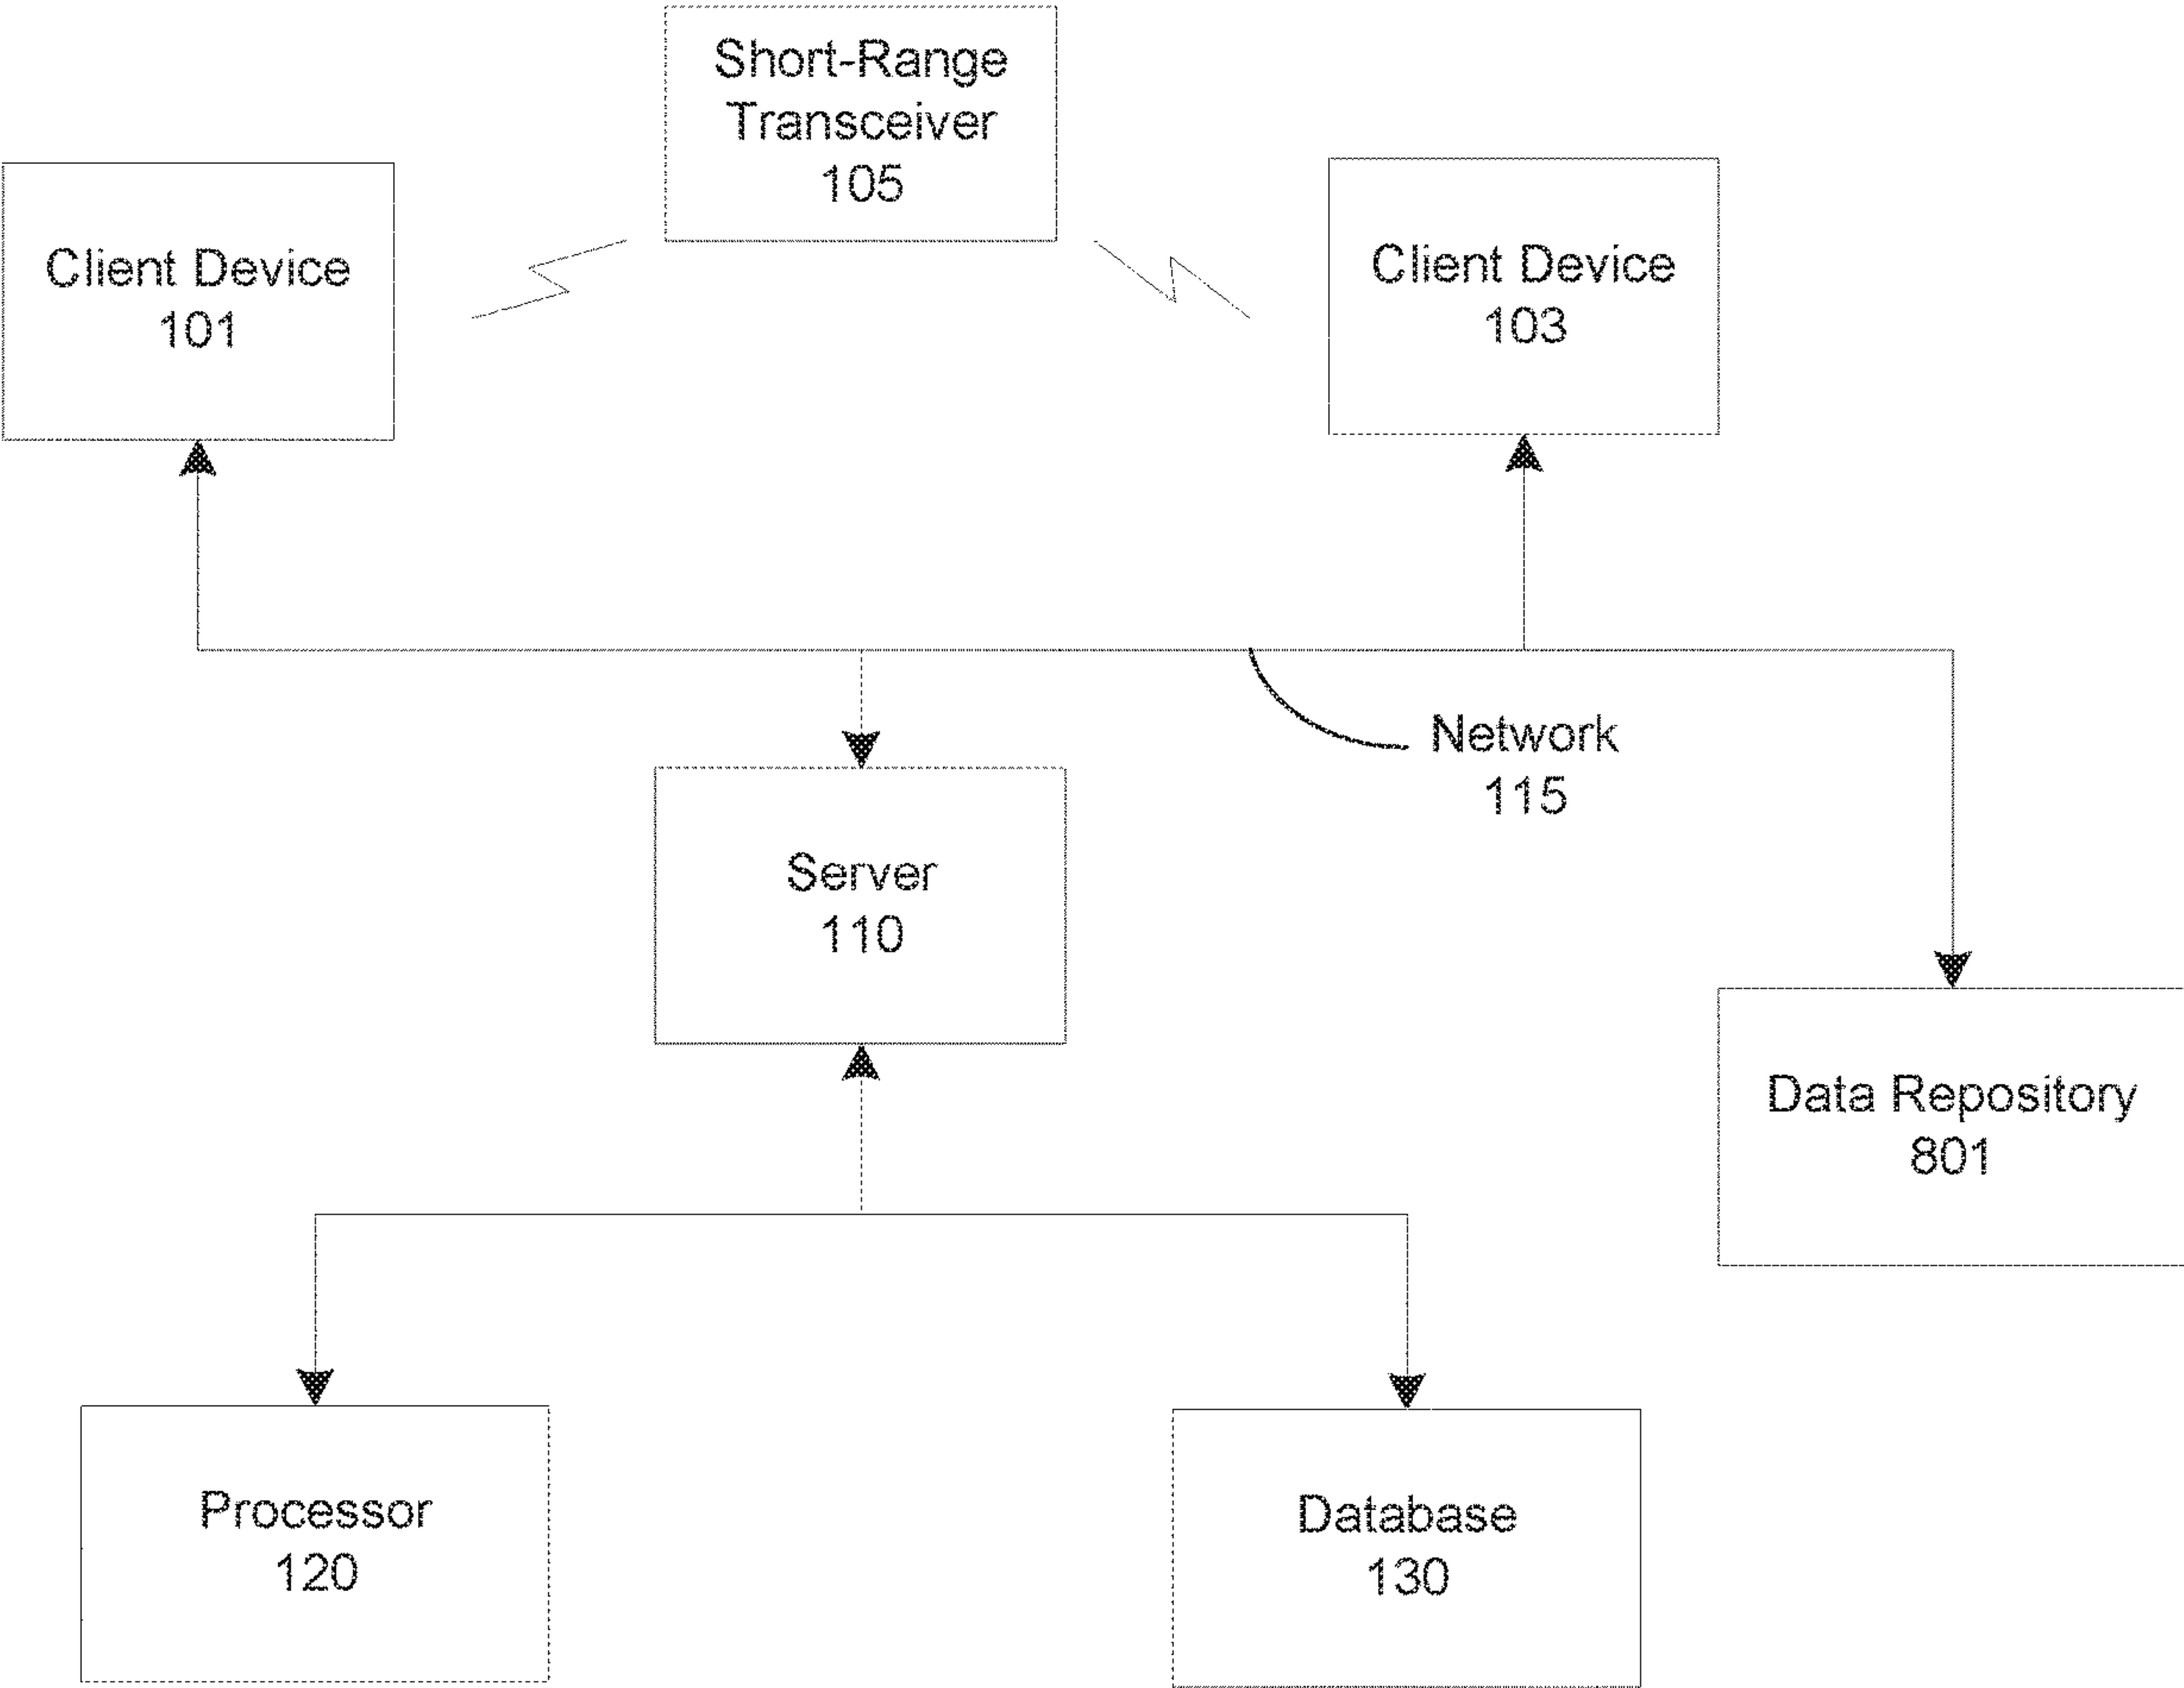 Short-Range
Transceiver
105
Client Device
101
Client Device
103
Network
115
Server
110
Data Repository
801
Processor
120
Database
130